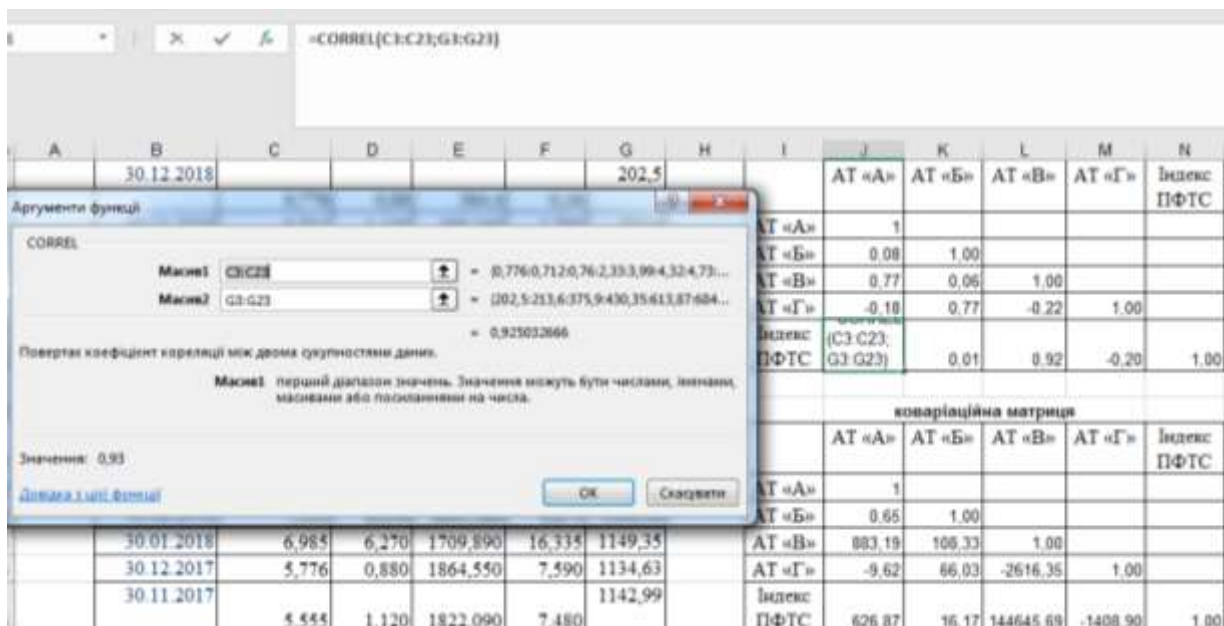 =CORREL(C3:C23;G3:G23)
A B C D E F G H I J K L M N
30.12.2018 202,5
АТ «А» АТ «Б» АТ «В» АТ «Г» Індекс ПФТС
Аргументи функції
CORREL
Масив1 C3:C23 = {0,776:0,712:0,76:2,33:3,99:4,32:4,73:...
Масив2 G3:G23 = {202,5:213,6:375,9:430,35:613,87:684...
= 0,925032666
Повертає коефіцієнт кореляції між двома сукупностями даних.
Масив1 перший діапазон значень. Значення можуть бути числами, іменами,
масивами або посиланнями на числа.
Значення: 0,93
Довідка з цієї функції
OK Скасувати
АТ «А» 1
АТ «Б» 0,08 1,00
АТ «В» 0,77 0,06 1,00
АТ «Г» -0,18 0,77 -0,22 1,00
Індекс ПФТС (C3:C23; G3:G23) 0,01 0,92 -0,20 1,00
коваріаційна матриця
АТ «А» АТ «Б» АТ «В» АТ «Г» Індекс ПФТС
АТ «А» 1
АТ «Б» 0,65 1,00
30.01.2018 6,985 6,270 1709,890 16,335 1149,35 АТ «В» 883,19 106,33 1,00
30.12.2017 5,776 0,880 1864,550 7,590 1134,63 АТ «Г» -9,62 66,03 -2616,35 1,00
30.11.2017 5,555 1,120 1822,090 7,480 1142,99 Індекс ПФТС 626,87 16,17 144645,69 -1408,90 1,00